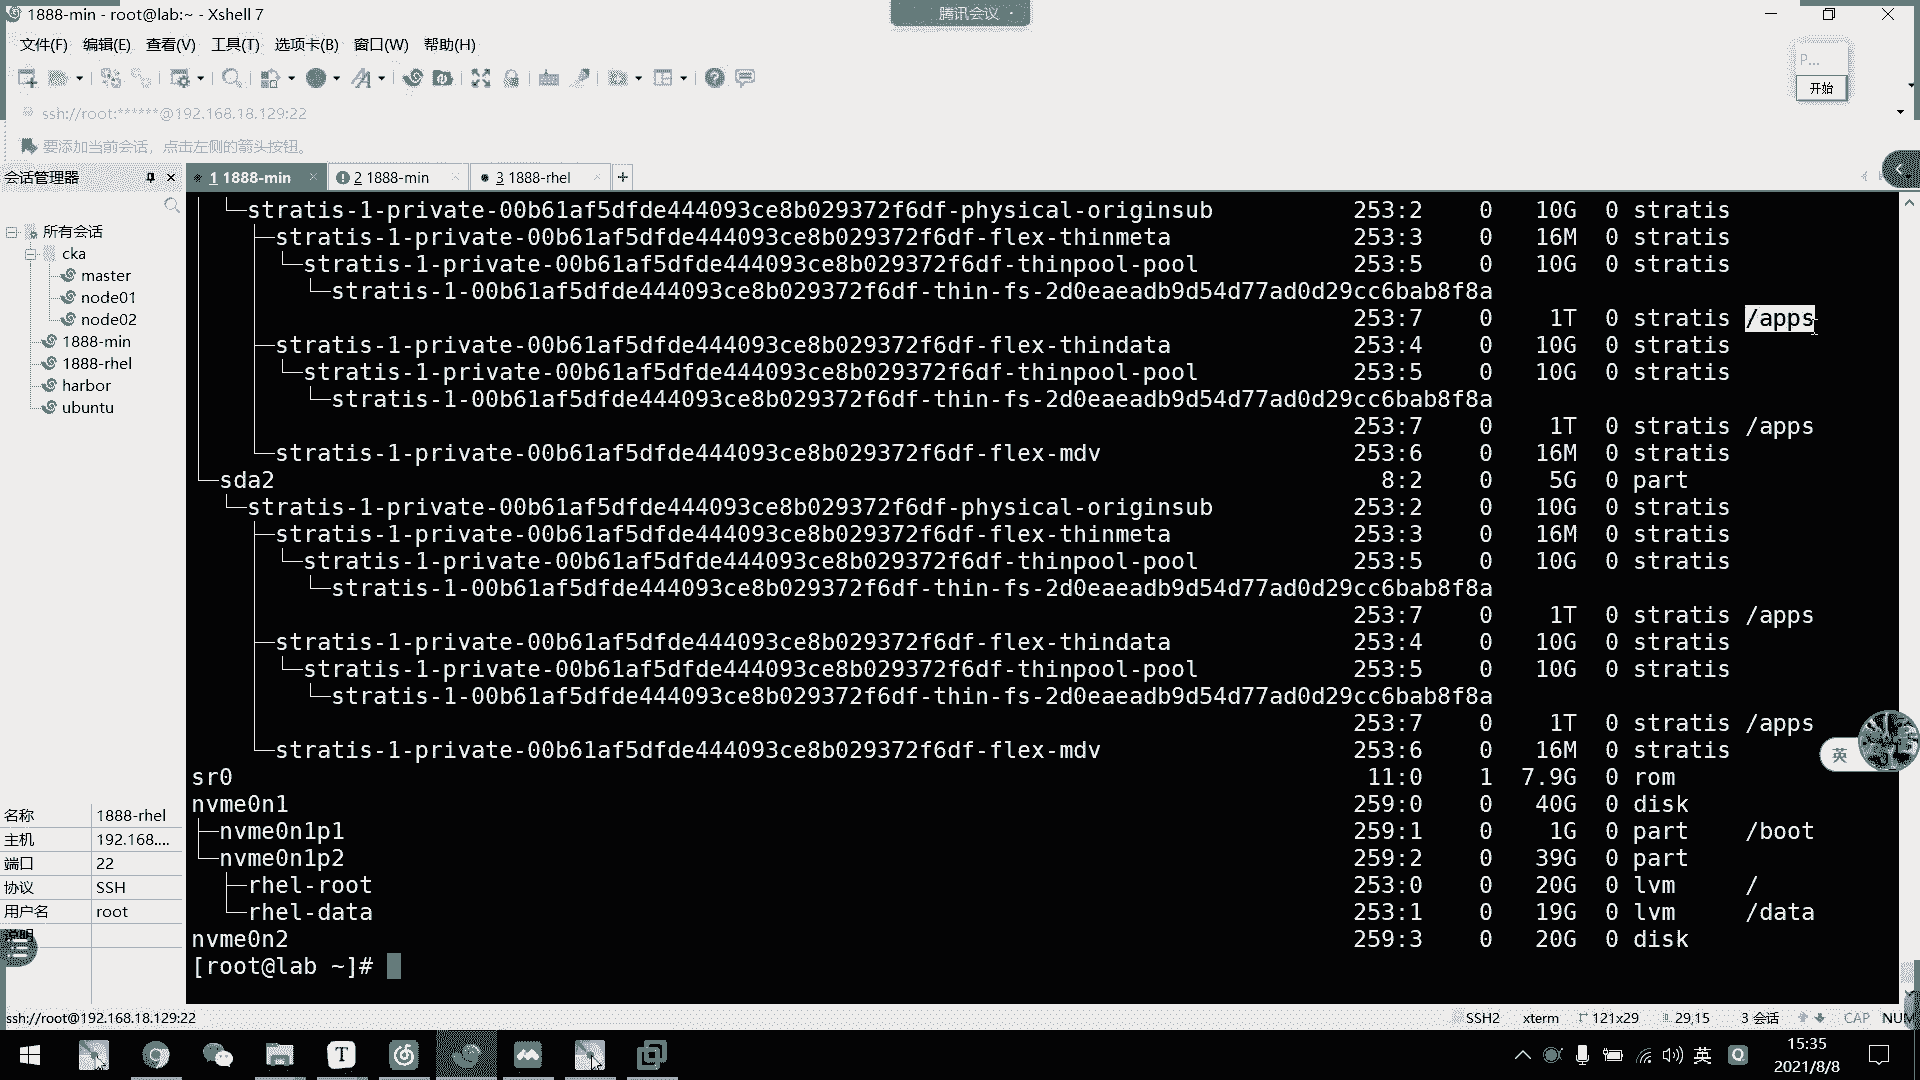 1888-min - root@lab:~ - Xshell 7
腾讯会议
文件(F) 编辑(E) 查看(V) 工具(T) 选项卡(B) 窗口(W) 帮助(H)
P...
开始
ssh://root:******@192.168.18.129:22
要添加当前会话，点击左侧的箭头按钮。
会话管理器
1 1888-min
2 1888-min
3 1888-rhel
所有会话
cka
master
node01
node02
1888-min
1888-rhel
harbor
ubuntu
└─stratis-1-private-00b61af5dfde444093ce8b029372f6df-physical-originsub 253:2 0 10G 0 stratis
├─stratis-1-private-00b61af5dfde444093ce8b029372f6df-flex-thinmeta 253:3 0 16M 0 stratis
│ └─stratis-1-private-00b61af5dfde444093ce8b029372f6df-thinpool-pool 253:5 0 10G 0 stratis
│ └─stratis-1-00b61af5dfde444093ce8b029372f6df-thin-fs-2d0eaeadb9d54d77ad0d29cc6bab8f8a
253:7 0 1T 0 stratis /apps
├─stratis-1-private-00b61af5dfde444093ce8b029372f6df-flex-thindata 253:4 0 10G 0 stratis
│ └─stratis-1-private-00b61af5dfde444093ce8b029372f6df-thinpool-pool 253:5 0 10G 0 stratis
│ └─stratis-1-00b61af5dfde444093ce8b029372f6df-thin-fs-2d0eaeadb9d54d77ad0d29cc6bab8f8a
253:7 0 1T 0 stratis /apps
└─stratis-1-private-00b61af5dfde444093ce8b029372f6df-flex-mdv 253:6 0 16M 0 stratis
└─sda2 8:2 0 5G 0 part
└─stratis-1-private-00b61af5dfde444093ce8b029372f6df-physical-originsub 253:2 0 10G 0 stratis
├─stratis-1-private-00b61af5dfde444093ce8b029372f6df-flex-thinmeta 253:3 0 16M 0 stratis
│ └─stratis-1-private-00b61af5dfde444093ce8b029372f6df-thinpool-pool 253:5 0 10G 0 stratis
│ └─stratis-1-00b61af5dfde444093ce8b029372f6df-thin-fs-2d0eaeadb9d54d77ad0d29cc6bab8f8a
253:7 0 1T 0 stratis /apps
├─stratis-1-private-00b61af5dfde444093ce8b029372f6df-flex-thindata 253:4 0 10G 0 stratis
│ └─stratis-1-private-00b61af5dfde444093ce8b029372f6df-thinpool-pool 253:5 0 10G 0 stratis
│ └─stratis-1-00b61af5dfde444093ce8b029372f6df-thin-fs-2d0eaeadb9d54d77ad0d29cc6bab8f8a
253:7 0 1T 0 stratis /apps
└─stratis-1-private-00b61af5dfde444093ce8b029372f6df-flex-mdv 253:6 0 16M 0 stratis
sr0 11:0 1 7.9G 0 rom
nvme0n1 259:0 0 40G 0 disk
├─nvme0n1p1 259:1 0 1G 0 part /boot
└─nvme0n1p2 259:2 0 39G 0 part
├─rhel-root 253:0 0 20G 0 lvm /
└─rhel-data 253:1 0 19G 0 lvm /data
nvme0n2 259:3 0 20G 0 disk
[root@lab ~]#
英
名称 1888-rhel
主机 192.168....
端口 22
协议 SSH
用户名 root
说明
ssh://root@192.168.18.129:22
SSH2 xterm 121x29 29,15 3 会话 CAP NUM
T
英
Q
15:35
2021/8/8